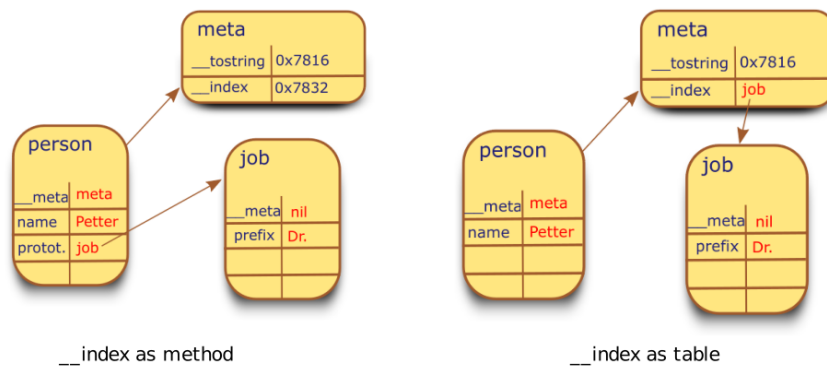 meta
__tostring 0x7816
__index 0x7832
person
__meta meta
name Petter
protot. job
job
__meta nil
prefix Dr.
__index as method
meta
__tostring 0x7816
__index job
person
__meta meta
name Petter
job
__meta nil
prefix Dr.
__index as table